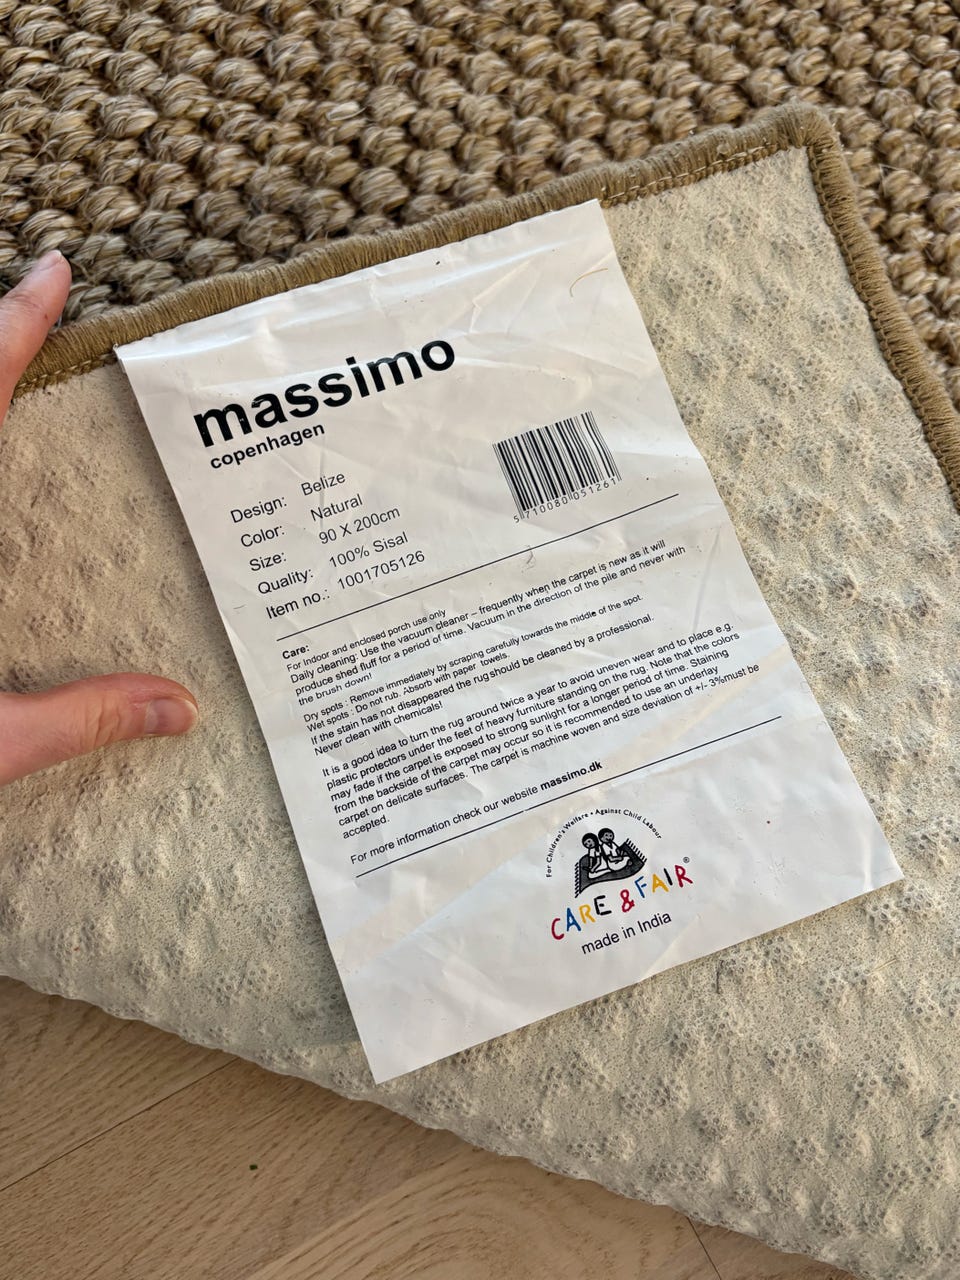 massimo
copenhagen
Design: Belize
Color: Natural
Size: 90 X 200cm
Quality: 100% Sisal
Item no.: 1001705126
5 710080 051261
Care:
For Indoor and enclosed porch use only
Daily cleaning: Use the vacuum cleaner – frequently when the carpet is new as it will
produce shed fluff for a period of time. Vacuum in the direction of the pile and never with
the brush down!
Dry spots : Remove immediately by scraping carefully towards the middle of the spot.
Wet spots : Do not rub. Absorb with paper towels.
If the stain has not disappeared the rug should be cleaned by a professional.
Never clean with chemicals!
It is a good idea to turn the rug around twice a year to avoid uneven wear and to place e.g.
plastic protectors under the feet of heavy furniture standing on the rug. Note that the colors
may fade if the carpet is exposed to strong sunlight for a longer period of time. Staining
from the backside of the carpet may occur so it is recommended to use an underlay
carpet on delicate surfaces. The carpet is machine woven and size deviation of +/- 3%must be
accepted.
For more information check our website massimo.dk
For Children's Welfare • Against Child Labour
CARE & FAIR®
made in India